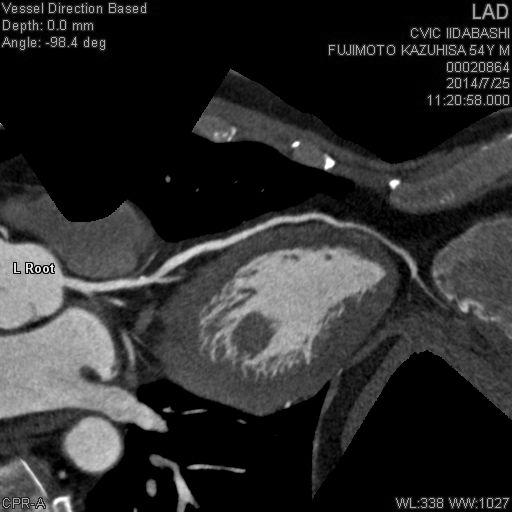 Vessel Direction Based
Depth: 0.0 mm
Angle: -98.4 deg
LAD
CVIC IIDABASHI
FUJIMOTO KAZUHISA 54Y M
00020864
2014/7/25
11:20:58.000
L Root
CPR-A
WL:338 WW:1027